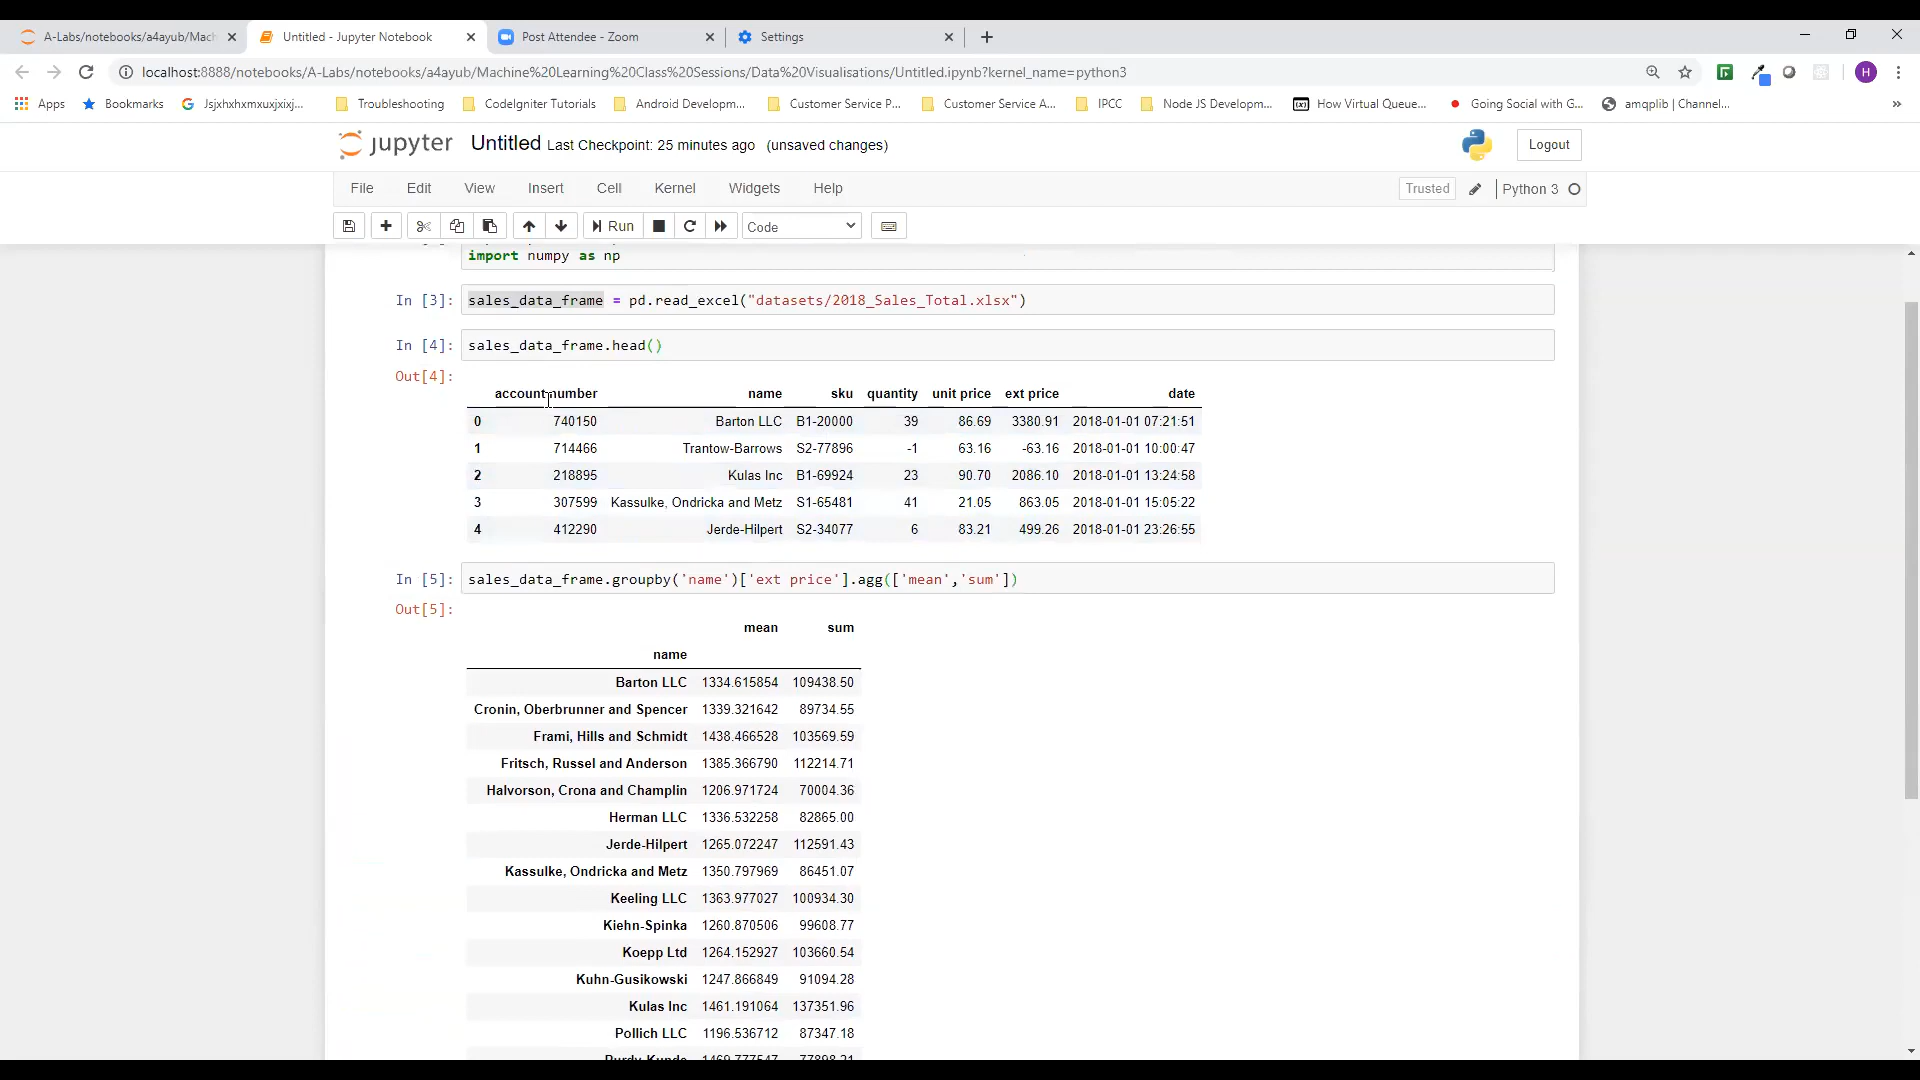 A-Labs/notebooks/a4ayub/Mach
Untitled - Jupyter Notebook
Post Attendee - Zoom
Settings
localhost:8888/notebooks/A-Labs/notebooks/a4ayub/Machine%20Learning%20Class%20Sessions/Data%20Visualisations/Untitled.ipynb?kernel_name=python3
H
Apps
Bookmarks
Jsjxhxhxmxuxjxixj...
Troubleshooting
CodeIgniter Tutorials
Android Developm...
Customer Service P...
Customer Service A...
IPCC
Node JS Developm...
How Virtual Queue...
Going Social with G...
amqplib | Channel...
»
jupyter Untitled Last Checkpoint: 25 minutes ago (unsaved changes)
Logout
File Edit View Insert Cell Kernel Widgets Help
Trusted
Python 3
Run
Code
import numpy as np
In [3]: sales_data_frame = pd.read_excel("datasets/2018_Sales_Total.xlsx")
In [4]: sales_data_frame.head()
Out[4]:
account number name sku quantity unit price ext price date
0 740150 Barton LLC B1-20000 39 86.69 3380.91 2018-01-01 07:21:51
1 714466 Trantow-Barrows S2-77896 -1 63.16 -63.16 2018-01-01 10:00:47
2 218895 Kulas Inc B1-69924 23 90.70 2086.10 2018-01-01 13:24:58
3 307599 Kassulke, Ondricka and Metz S1-65481 41 21.05 863.05 2018-01-01 15:05:22
4 412290 Jerde-Hilpert S2-34077 6 83.21 499.26 2018-01-01 23:26:55
In [5]: sales_data_frame.groupby('name')['ext price'].agg(['mean','sum'])
Out[5]:
mean sum
name
Barton LLC 1334.615854 109438.50
Cronin, Oberbrunner and Spencer 1339.321642 89734.55
Frami, Hills and Schmidt 1438.466528 103569.59
Fritsch, Russel and Anderson 1385.366790 112214.71
Halvorson, Crona and Champlin 1206.971724 70004.36
Herman LLC 1336.532258 82865.00
Jerde-Hilpert 1265.072247 112591.43
Kassulke, Ondricka and Metz 1350.797969 86451.07
Keeling LLC 1363.977027 100934.30
Kiehn-Spinka 1260.870506 99608.77
Koepp Ltd 1264.152927 103660.54
Kuhn-Gusikowski 1247.866849 91094.28
Kulas Inc 1461.191064 137351.96
Pollich LLC 1196.536712 87347.18
Purdy-Kunde 1469.777547 77898.21